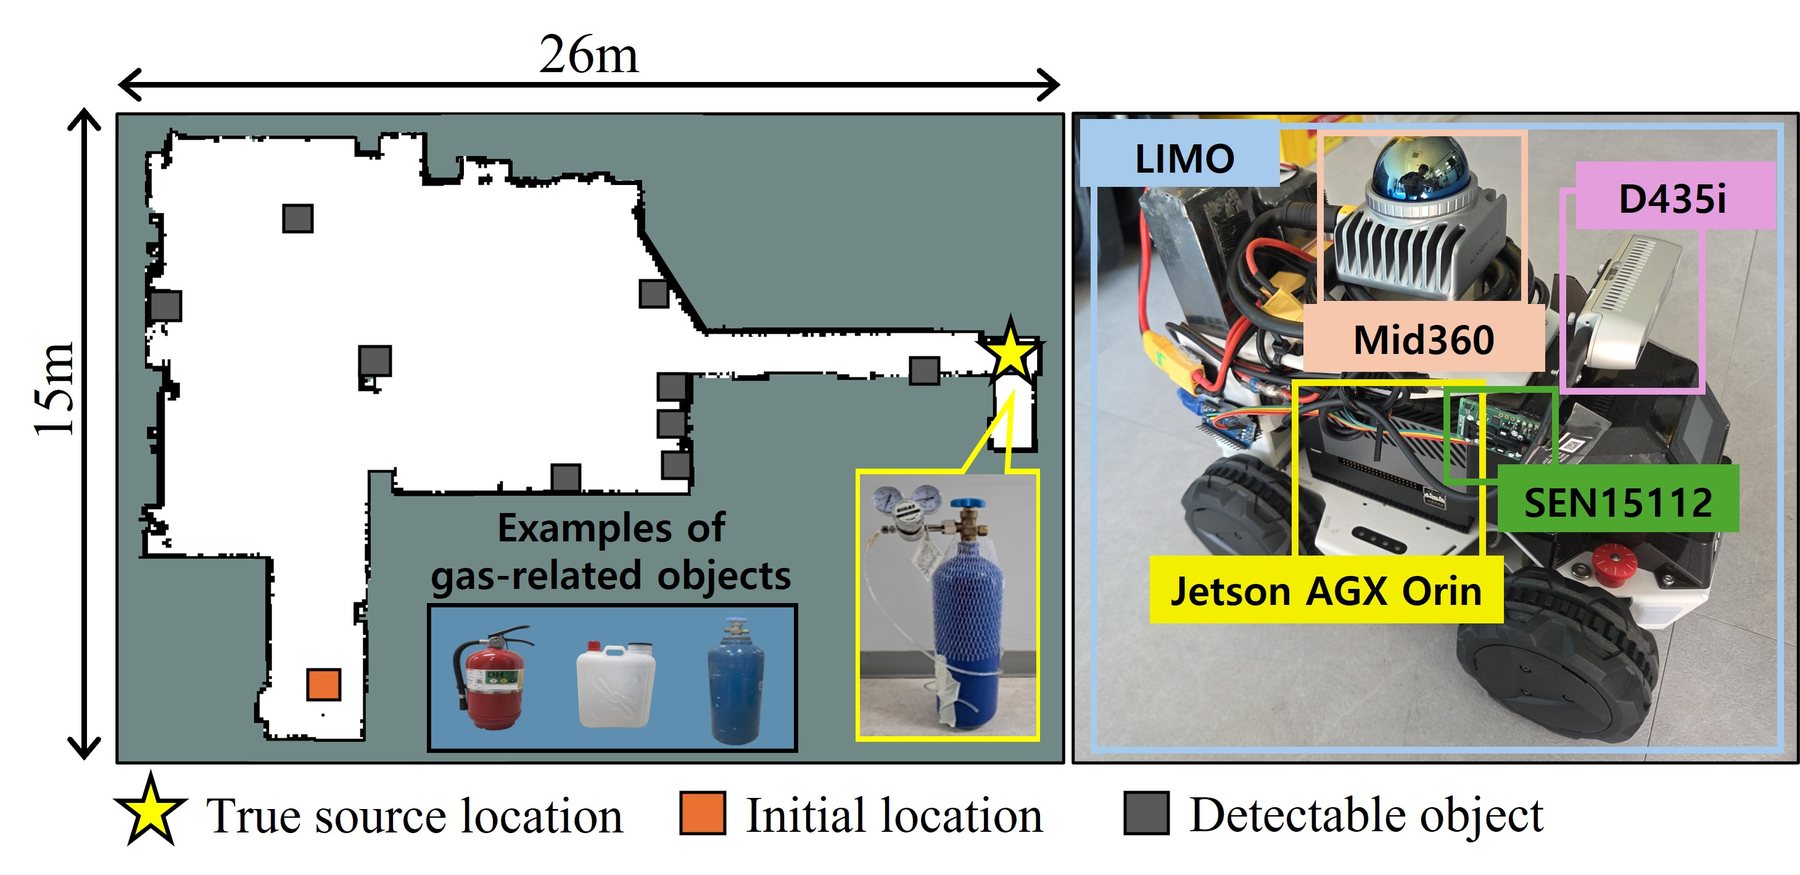 26m
15m
Examples of
gas-related objects
True source location
Initial location
Detectable object
LIMO
D435i
Mid360
SEN15112
Jetson AGX Orin